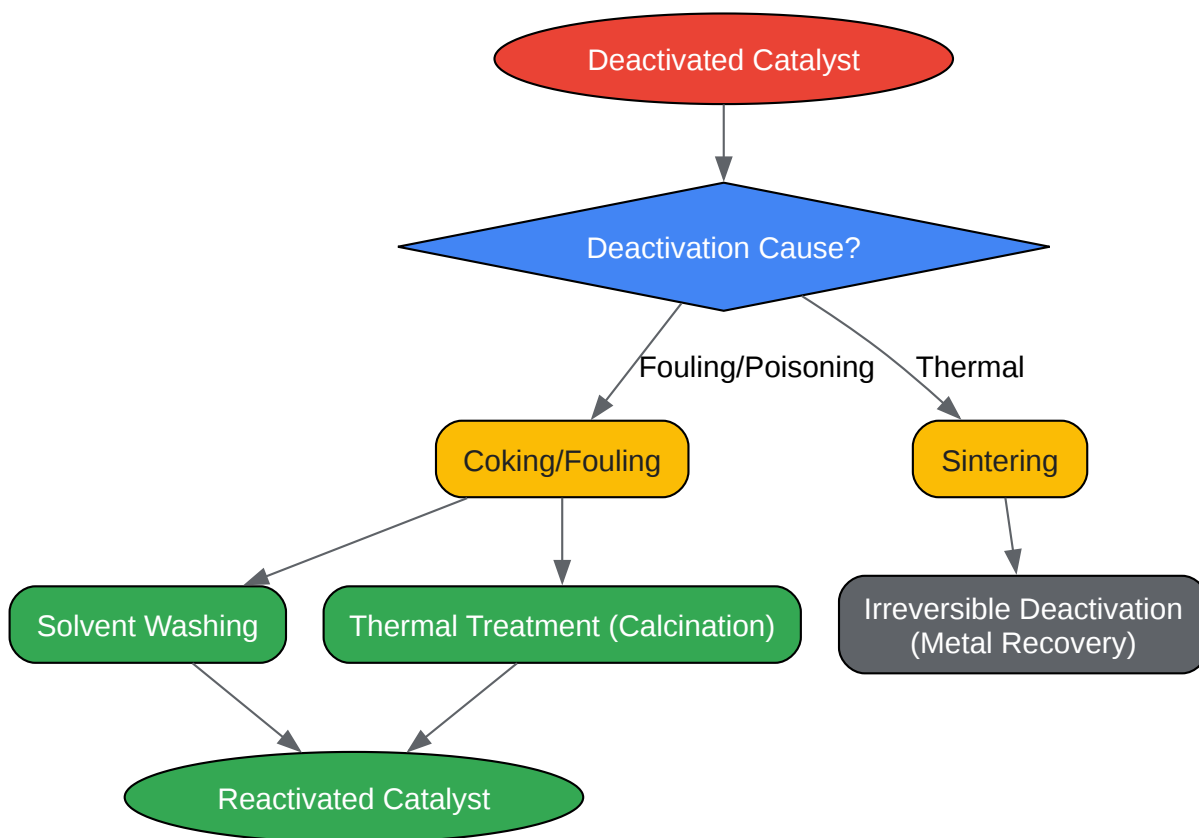 Deactivated Catalyst
Deactivation Cause?
Fouling/Poisoning
Thermal
Coking/Fouling
Sintering
Solvent Washing
Thermal Treatment (Calcination)
Irreversible Deactivation
(Metal Recovery)
Reactivated Catalyst